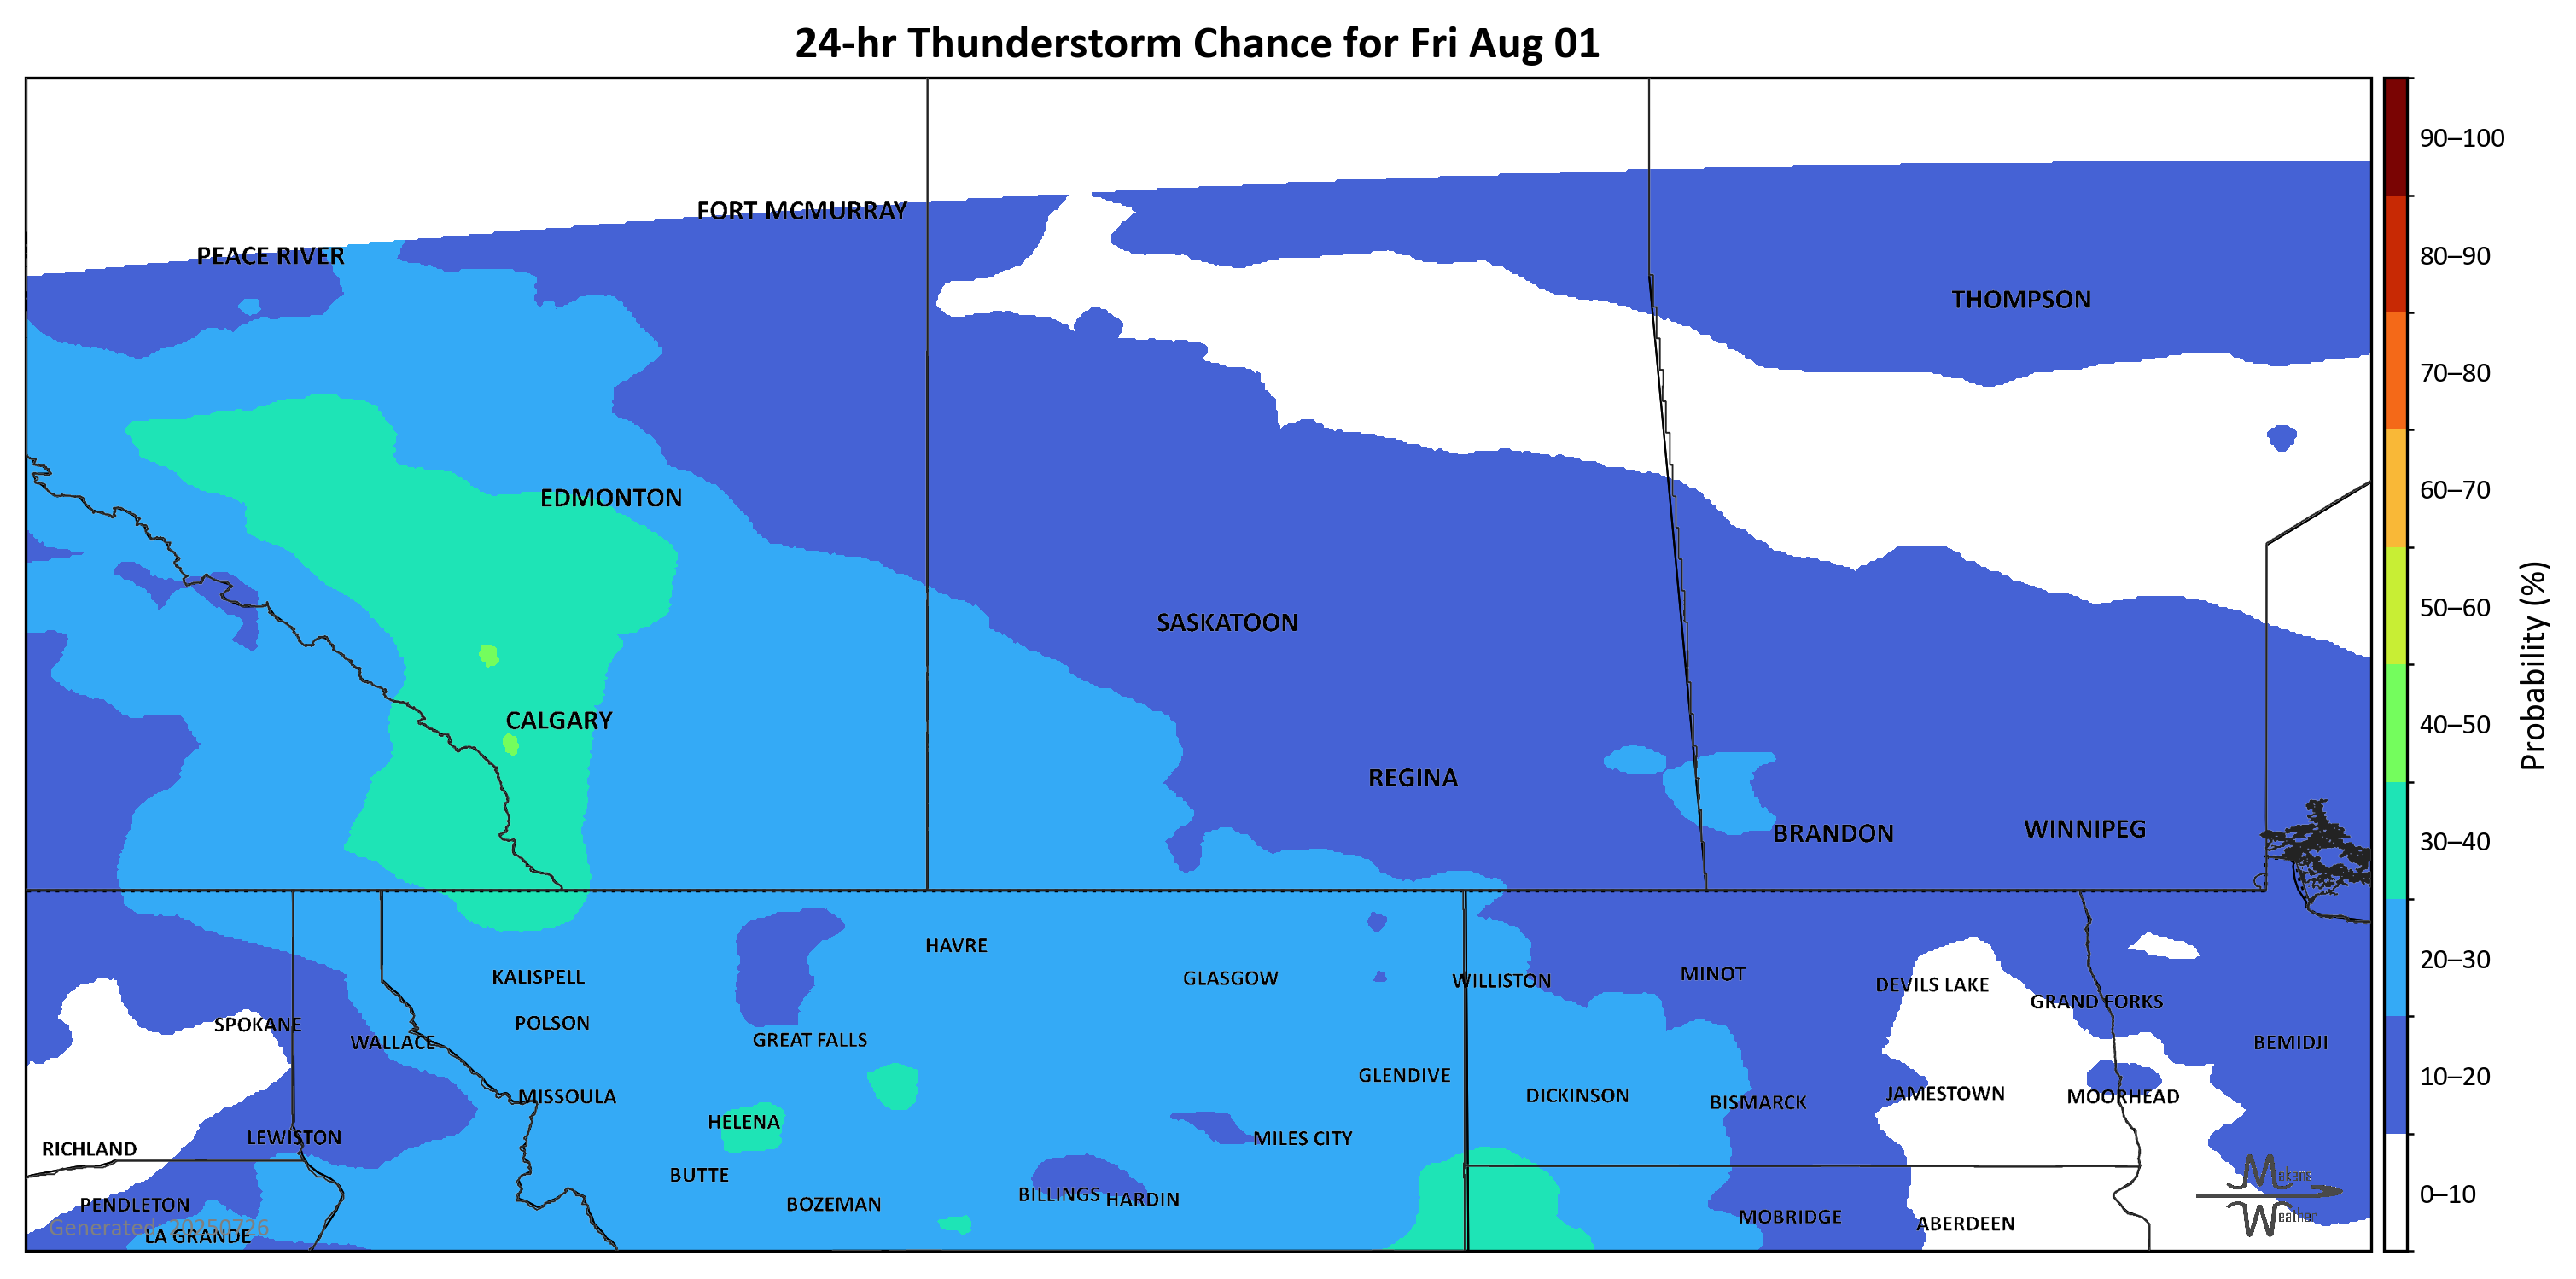 24-hr Thunderstorm Chance for Fri Aug 01
90–100
FORT MCMURRAY
PEACE RIVER
80–90
THOMPSON
70–80
EDMONTON
60–70
50–60
SASKATOON
Probability (%)
CALGARY
40–50
REGINA
BRANDON
WINNIPEG
30–40
HAVRE
20–30
KALISPELL
GLASGOW
WILLISTON
MINOT
DEVILS LAKE
GRAND FORKS
SPOKANE
POLSON
WALLACE
GREAT FALLS
BEMIDJI
10–20
GLENDIVE
MISSOULA
DICKINSON
BISMARCK
JAMESTOWN
MOORHEAD
HELENA
LEWISTON
MILES CITY
RICHLAND
BUTTE
Makens
Weather
0–10
PENDLETON
BOZEMAN
BILLINGS
HARDIN
MOBRIDGE
ABERDEEN
Generated: 20250726
LA GRANDE